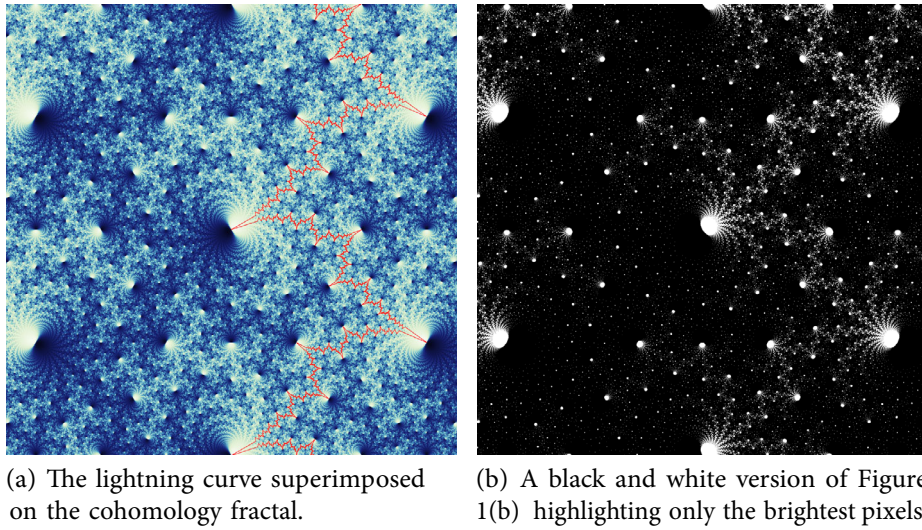 (a) The lightning curve superimposed
on the cohomology fractal.
(b) A black and white version of Figure
1(b) highlighting only the brightest pixels